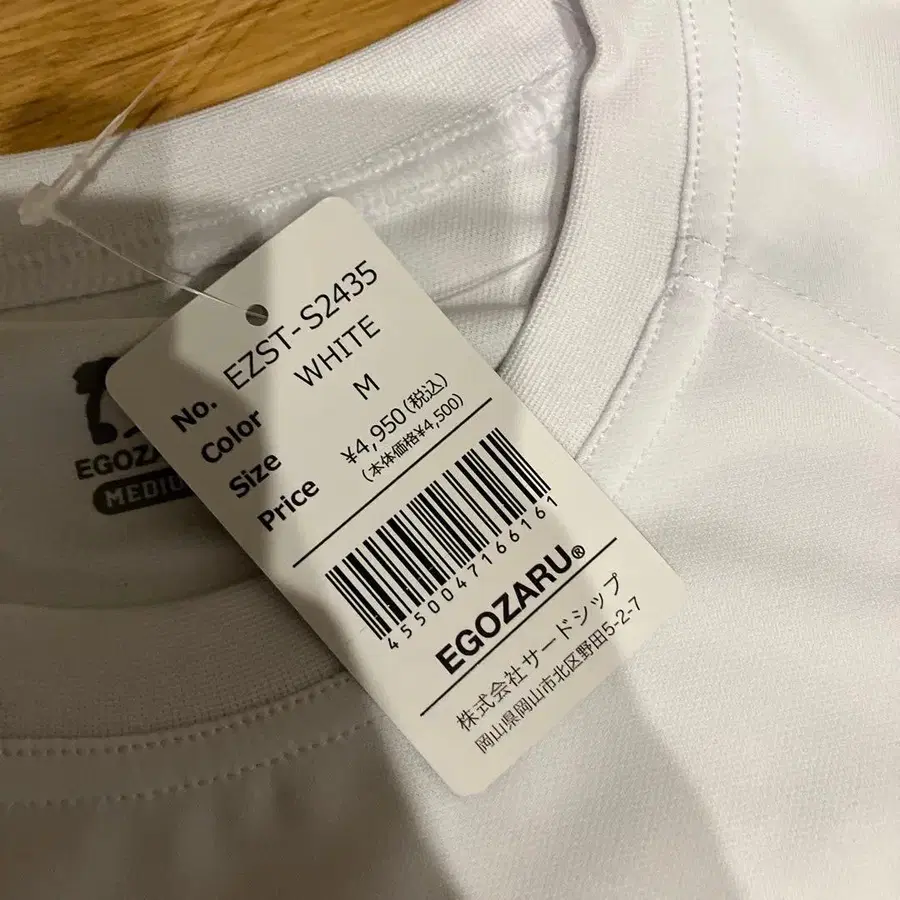 No. EZST-S2435
Color WHITE
Size M
Price ¥4,950(税込)
(本体価格¥4,500)
4550047166161
EGOZARU®
株式会社サードシップ
岡山県岡山市北区野田5-2-7